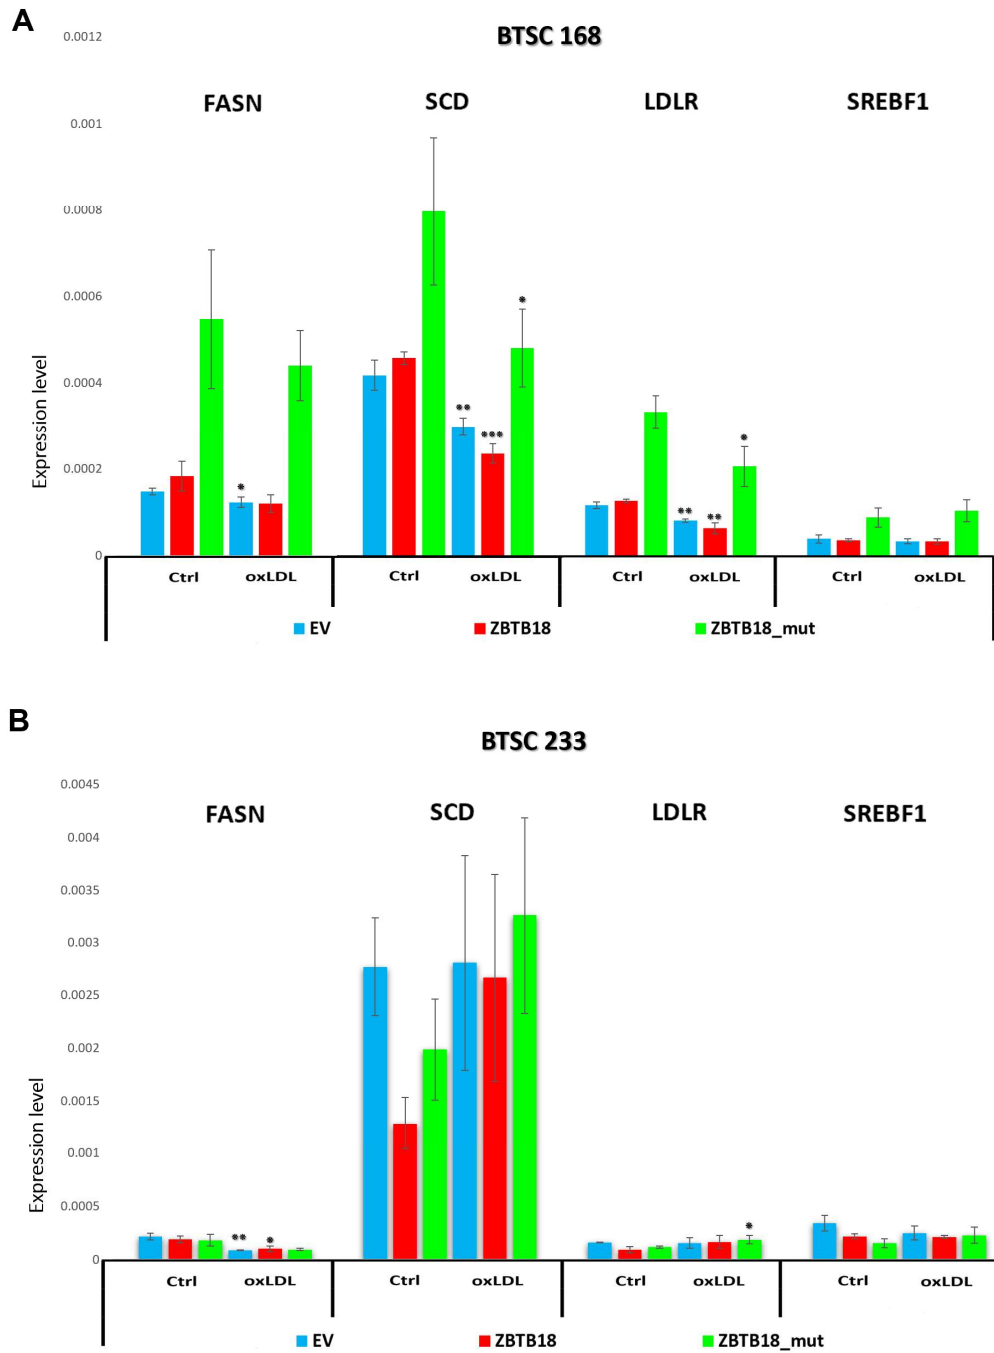 A
BTSC 168
0.0012
FASN SCD LDLR SREBF1
0.001
0.0008
0.0006
0.0004
0.0002
0
Expression level
*
** *** *
** ** *
Ctrl oxLDL Ctrl oxLDL Ctrl oxLDL Ctrl oxLDL
EV ZBTB18 ZBTB18_mut
B
BTSC 233
0.0045
FASN SCD LDLR SREBF1
0.004
0.0035
0.003
0.0025
0.002
0.0015
0.001
0.0005
0
Expression level
** *
*
Ctrl oxLDL Ctrl oxLDL Ctrl oxLDL Ctrl oxLDL
EV ZBTB18 ZBTB18_mut